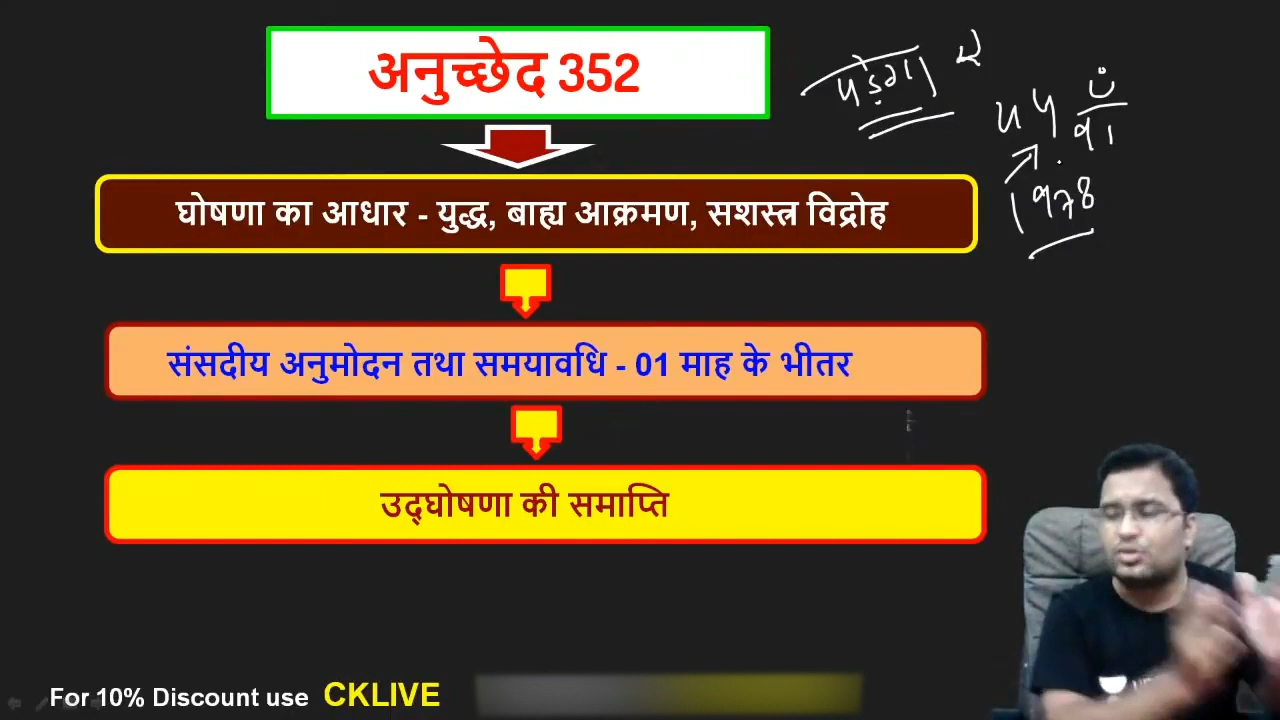 अनुच्छेद 352
पड़ेगा
घोषणा का आधार - युद्ध, बाह्य आक्रमण, सशस्त्र विद्रोह
1978
संसदीय अनुमोदन तथा समयावधि - 01 माह के भीतर
उद्घोषणा की समाप्ति
For 10% Discount use CKLIVE